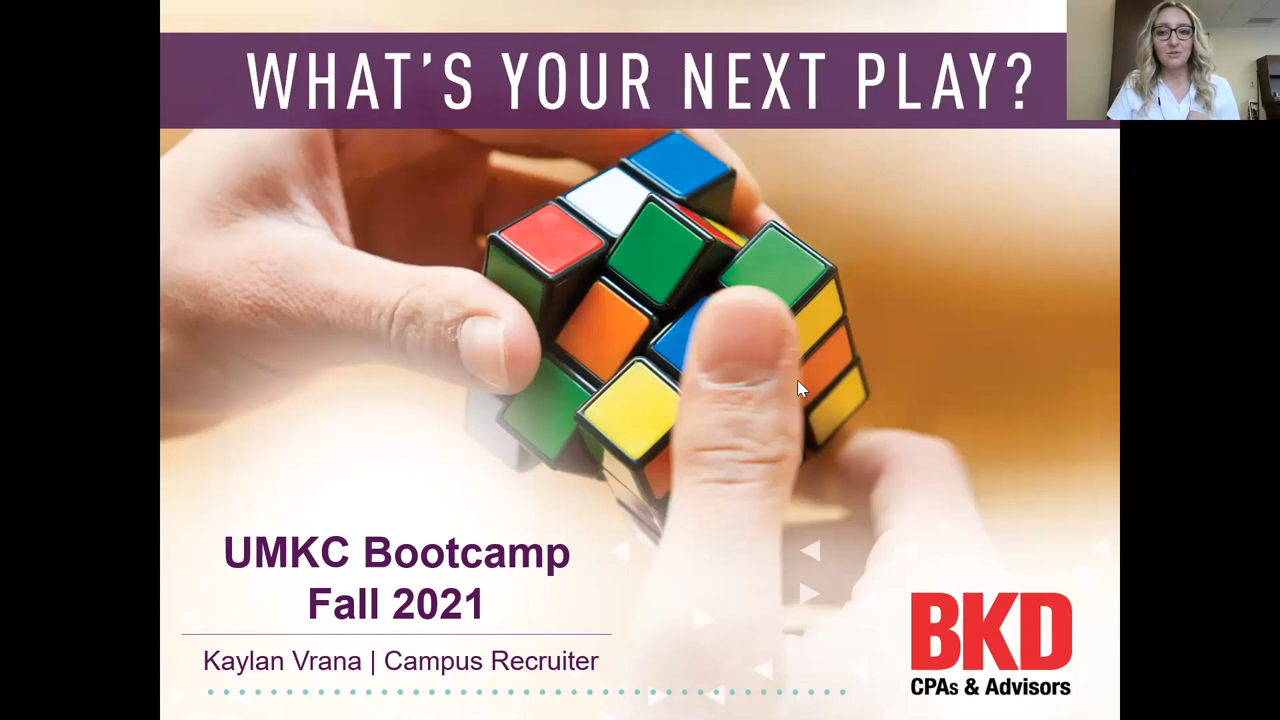 WHAT'S YOUR NEXT PLAY?
UMKC Bootcamp
Fall 2021
Kaylan Vrana | Campus Recruiter
BKD
CPAs & Advisors